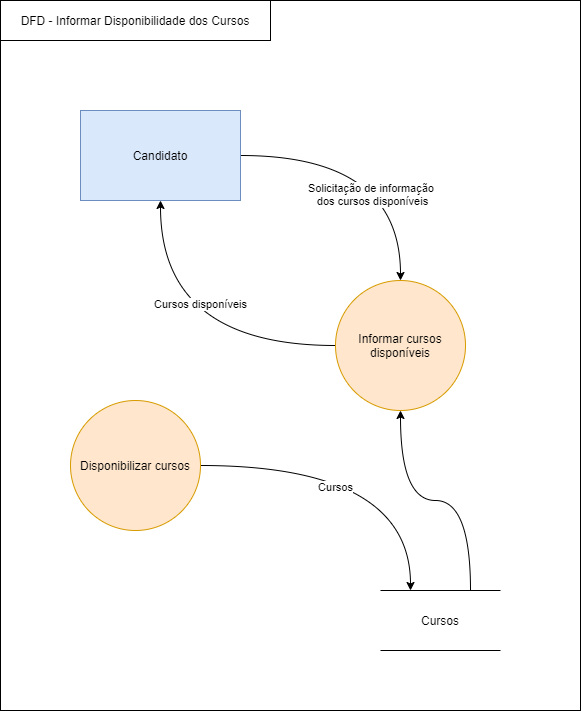 DFD - Informar Disponibilidade dos Cursos
Candidato
Solicitação de informação
dos cursos disponíveis
Cursos disponíveis
Informar cursos
disponíveis
Disponibilizar cursos
Cursos
Cursos